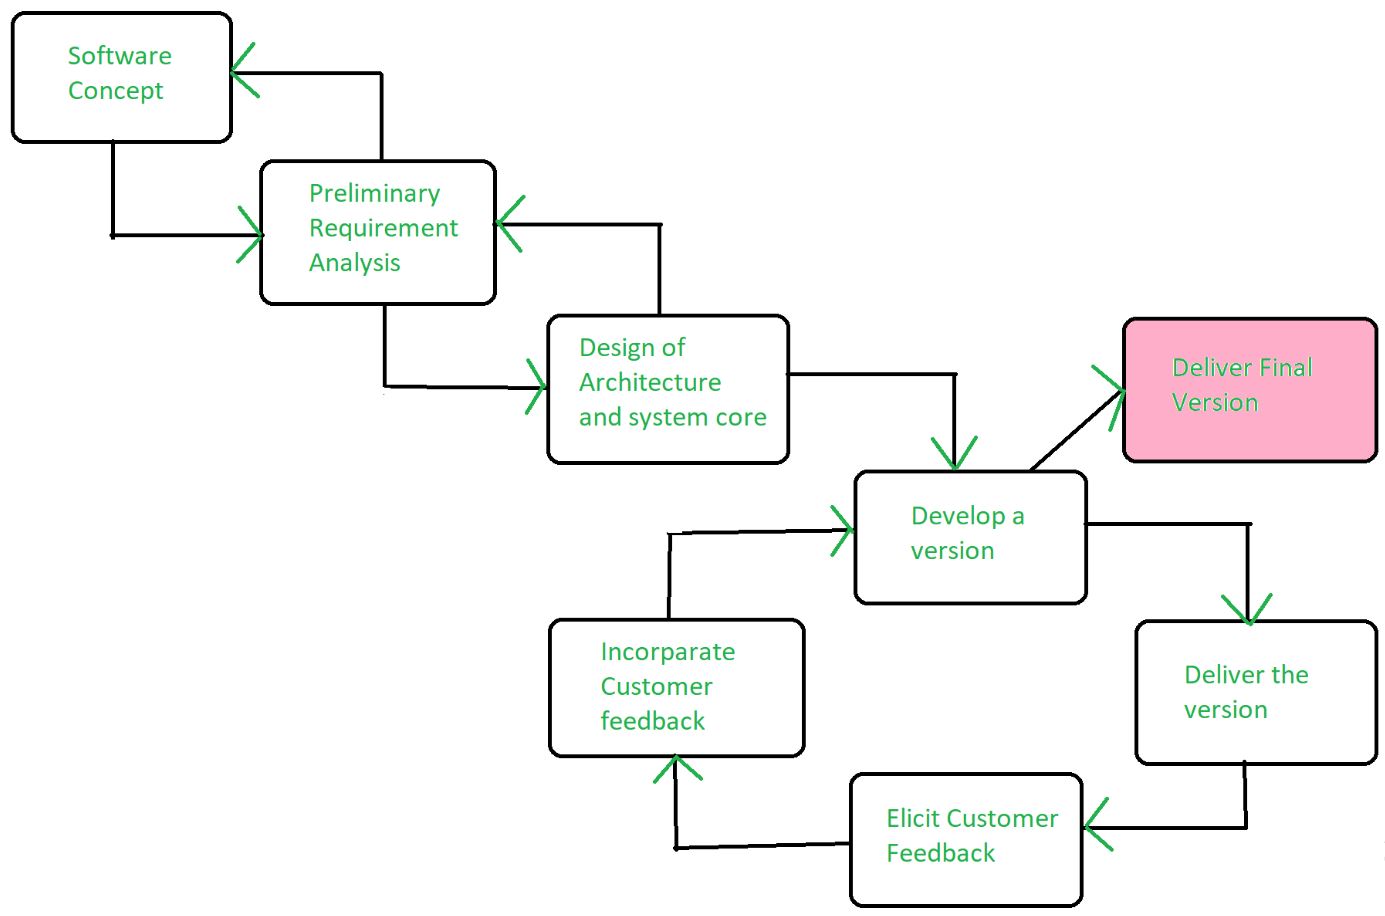 Software
Concept
Preliminary
Requirement
Analysis
Design of
Architecture
and system core
Deliver Final
Version
Develop a
version
Incorparate
Customer
feedback
Deliver the
version
Elicit Customer
Feedback